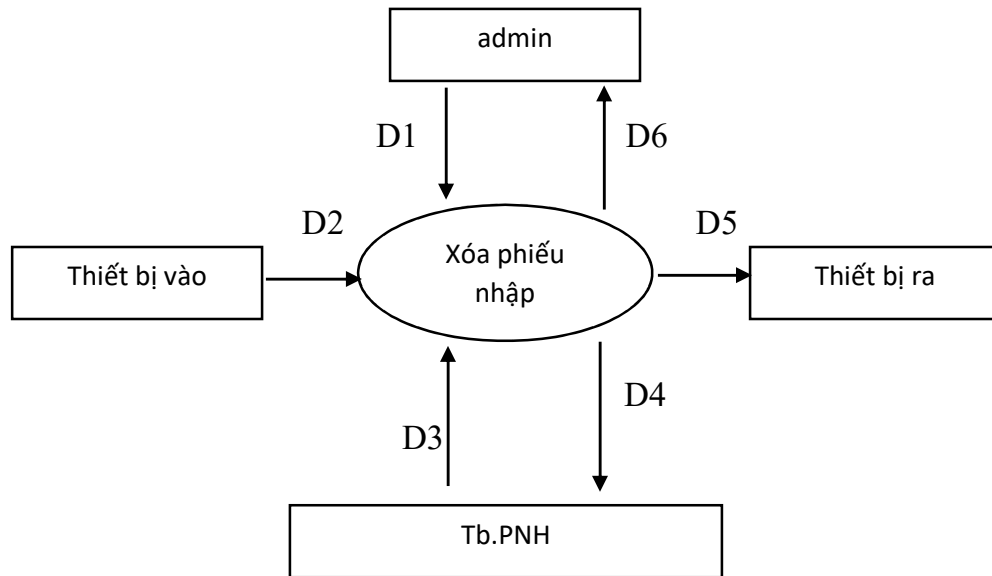 admin
D1
D6
D2
D5
Thiết bị vào
Xóa phiếu
nhập
Thiết bị ra
D3
D4
Tb.PNH